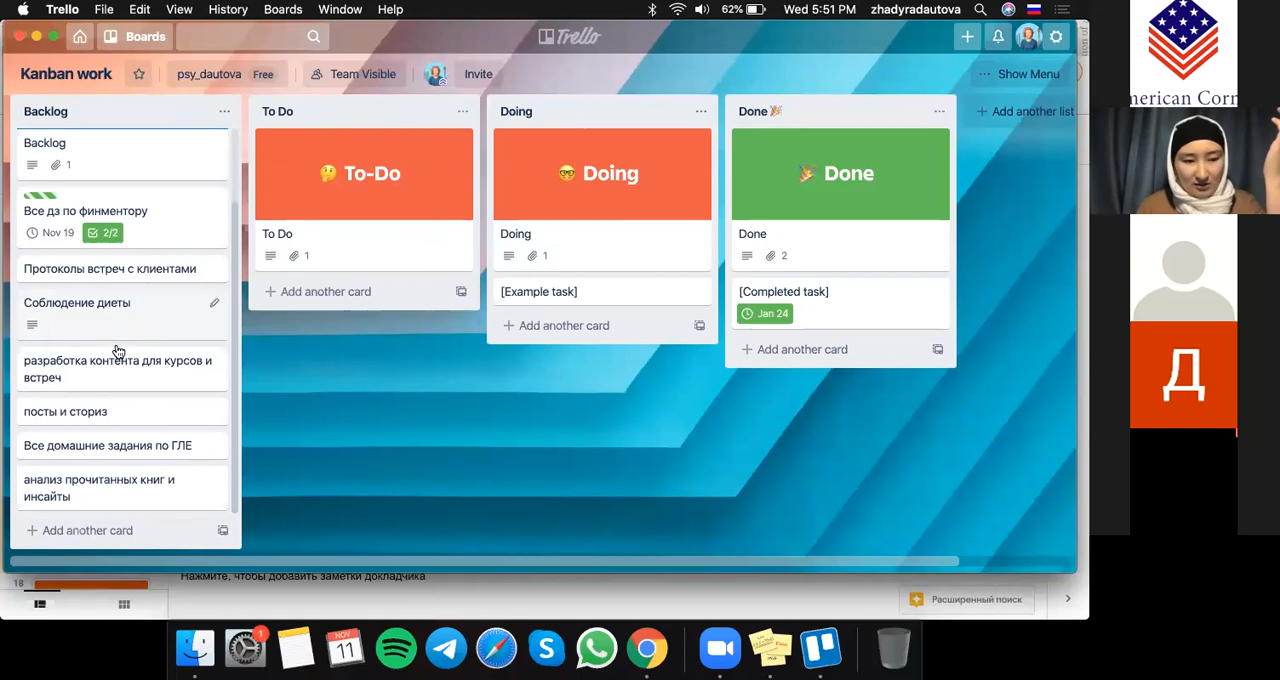 Trello File Edit View History Boards Window Help 62% Wed 5:51 PM zhadyradautova
Boards Trello
Kanban work psy_dautova Free Team Visible Invite ... Show Menu
Backlog
Backlog
1
Все дз по финментору
Nov 19 2/2
Протоколы встреч с клиентами
Соблюдение диеты
разработка контента для курсов и
встреч
посты и сториз
Все домашние задания по ГЛЕ
анализ прочитанных книг и
инсайты
+ Add another card
To Do
To-Do
To Do
1
+ Add another card
Doing
Doing
Doing
1
[Example task]
+ Add another card
Done
Done
Done
2
[Completed task]
Jan 24
+ Add another card
+ Add another list
18
Нажмите, чтобы добавить заметки докладчика
Расширенный поиск
1
NOV
11
merican Corn
Д